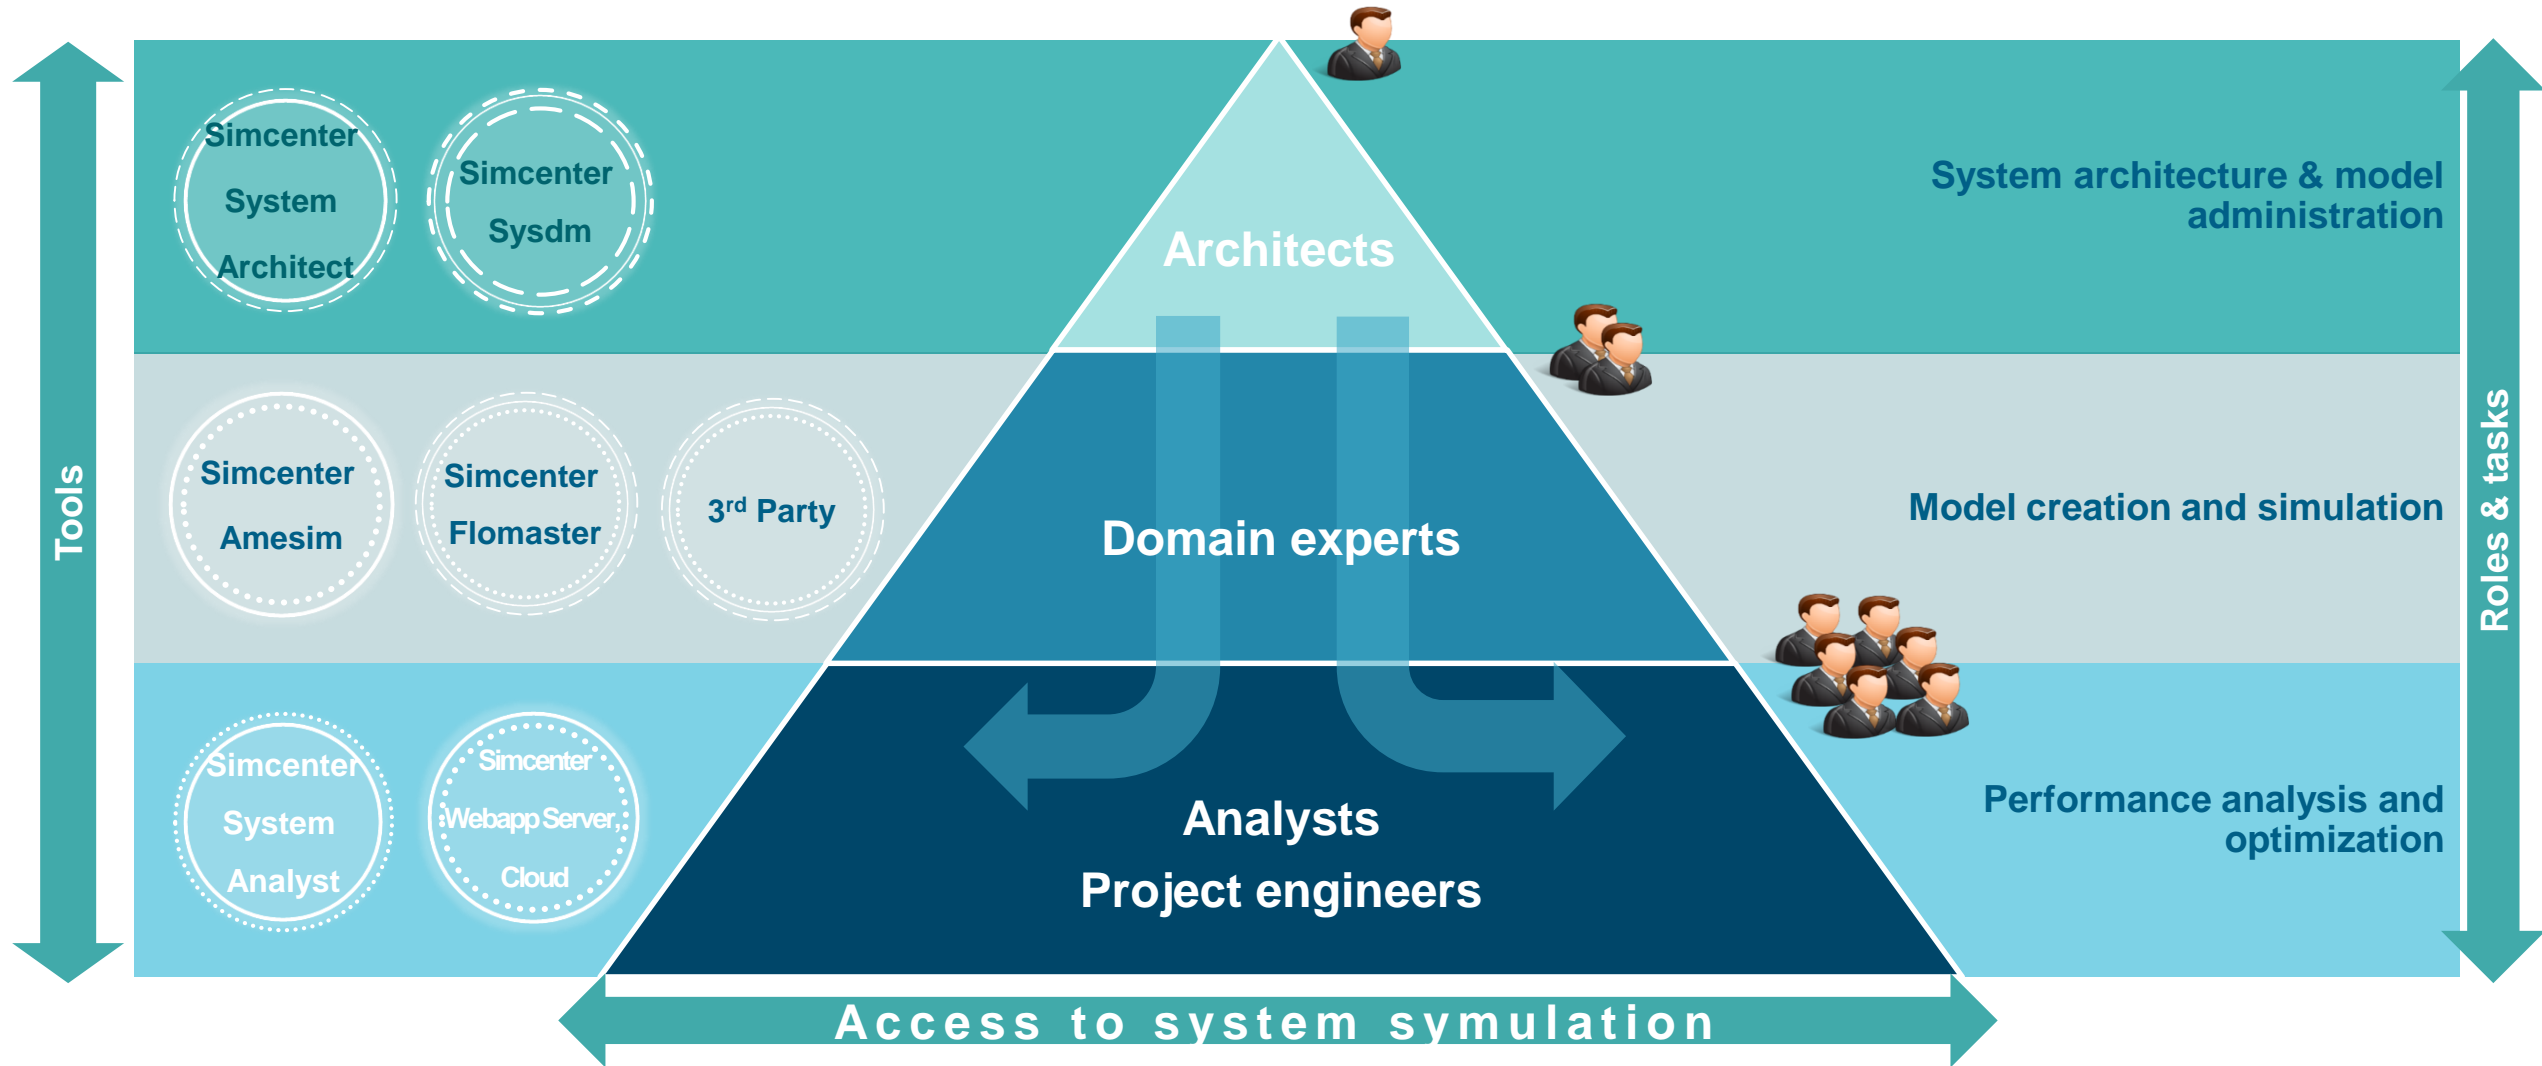 Tools
Simcenter
System
Architect
Simcenter
Sysdm
Architects
System architecture & model
administration
Simcenter
Amesim
Simcenter
Flomaster
3rd Party
Domain experts
Model creation and simulation
Roles & tasks
Simcenter
System
Analyst
Simcenter
Webapp Server,
Cloud
Analysts
Project engineers
Performance analysis and
optimization
Access to system symulation